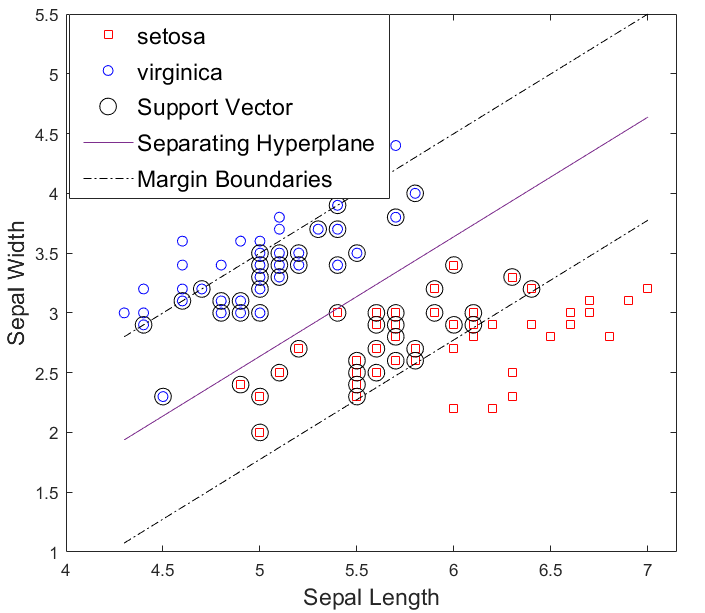 setosa
virginica
Support Vector
Separating Hyperplane
Margin Boundaries
5.5
5
4.5
4
3.5
3
2.5
2
1.5
1
Sepal Width
4
4.5
5
5.5
6
6.5
7
Sepal Length